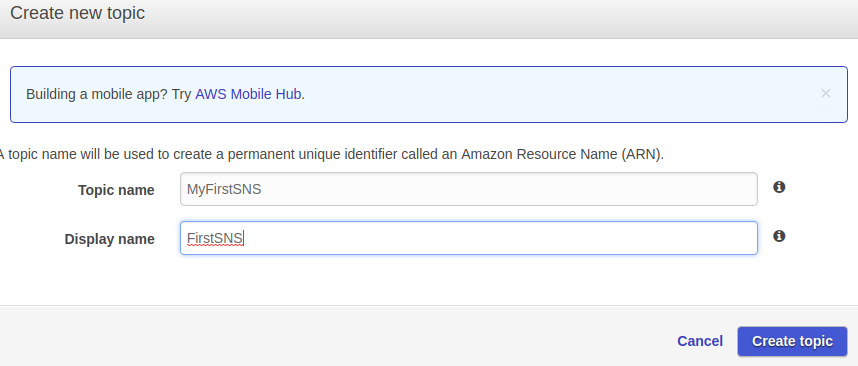 Create new topic
Building a mobile app? Try AWS Mobile Hub.
×
A topic name will be used to create a permanent unique identifier called an Amazon Resource Name (ARN).
Topic name MyFirstSNS
Display name FirstSNS
Cancel Create topic